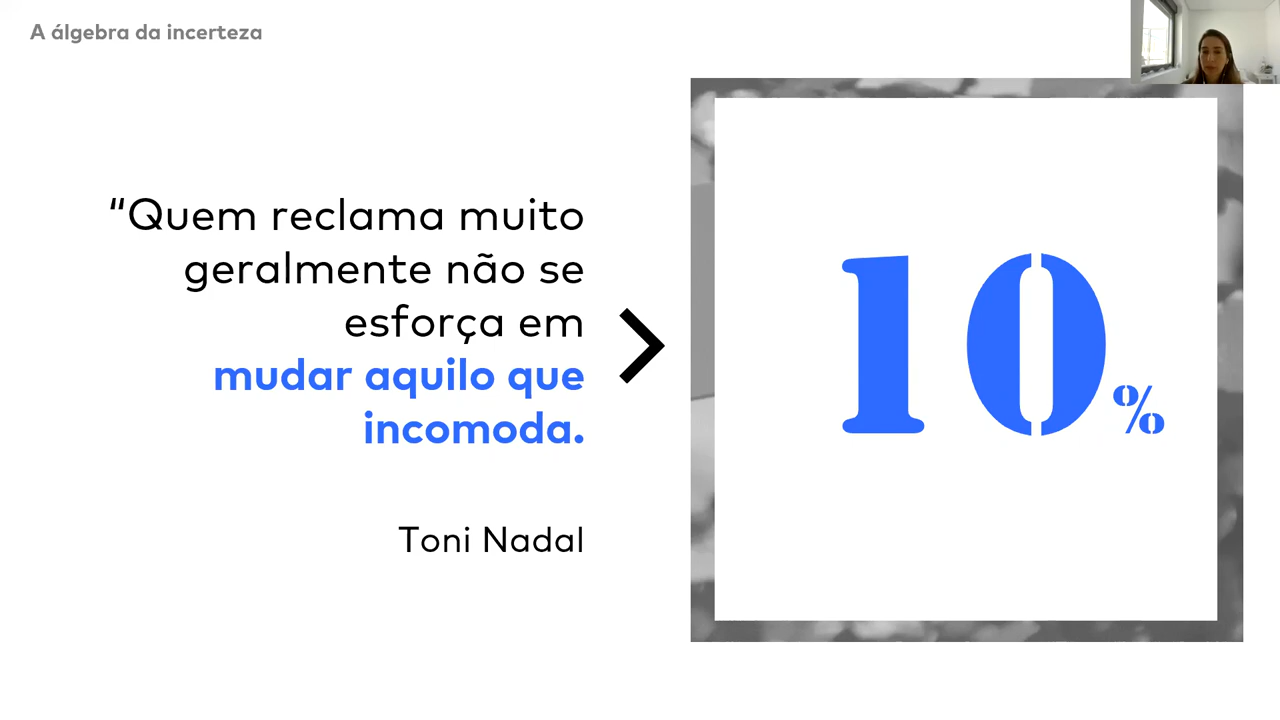 A álgebra da incerteza
“Quem reclama muito
geralmente não se
esforça em
mudar aquilo que
incomoda.
Toni Nadal
10%